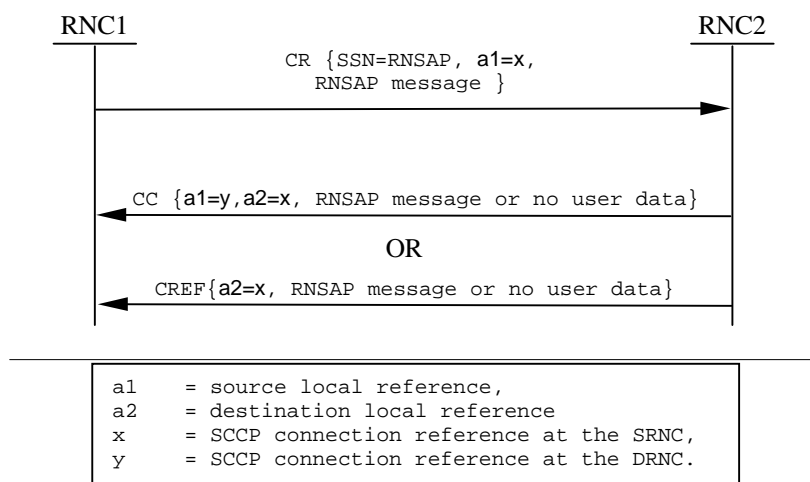 RNC1
RNC2
CR {SSN=RNSAP, a1=x,
RNSAP message }
CC {a1=y,a2=x, RNSAP message or no user data}
OR
CREF{a2=x, RNSAP message or no user data}
a1 = source local reference,
a2 = destination local reference
x = SCCP connection reference at the SRNC,
y = SCCP connection reference at the DRNC.